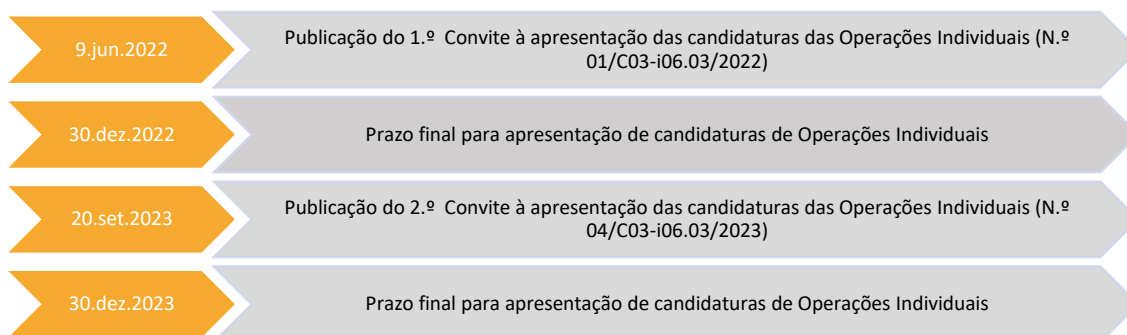 9.jun.2022
Publicação do 1.º Convite à apresentação das candidaturas das Operações Individuais (N.º
01/C03-i06.03/2022)
30.dez.2022
Prazo final para apresentação de candidaturas de Operações Individuais
20.set.2023
Publicação do 2.º Convite à apresentação das candidaturas das Operações Individuais (N.º
04/C03-i06.03/2023)
30.dez.2023
Prazo final para apresentação de candidaturas de Operações Individuais